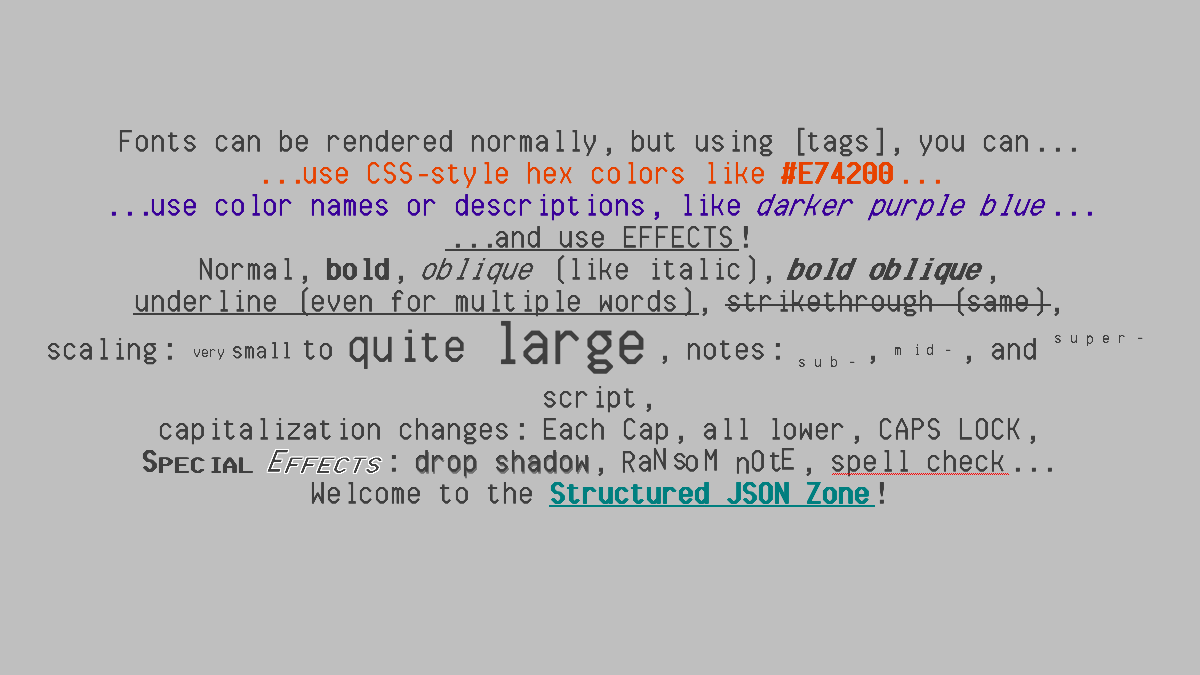 Fonts can be rendered normally, but using [tags], you can...
...use CSS-style hex colors like #E74200...
...use color names or descriptions, like darker purple blue...
...and use EFFECTS!
Normal, bold, oblique (like italic), bold oblique,
underline (even for multiple words), strikethrough (same),
scaling: very small to quite large, notes: sub-, mid-, and super-
script,
capitalization changes: Each Cap, all lower, CAPS LOCK,
SPECIAL EFFECTS: drop shadow, RaNsoM nOtE, spell check...
Welcome to the Structured JSON Zone!